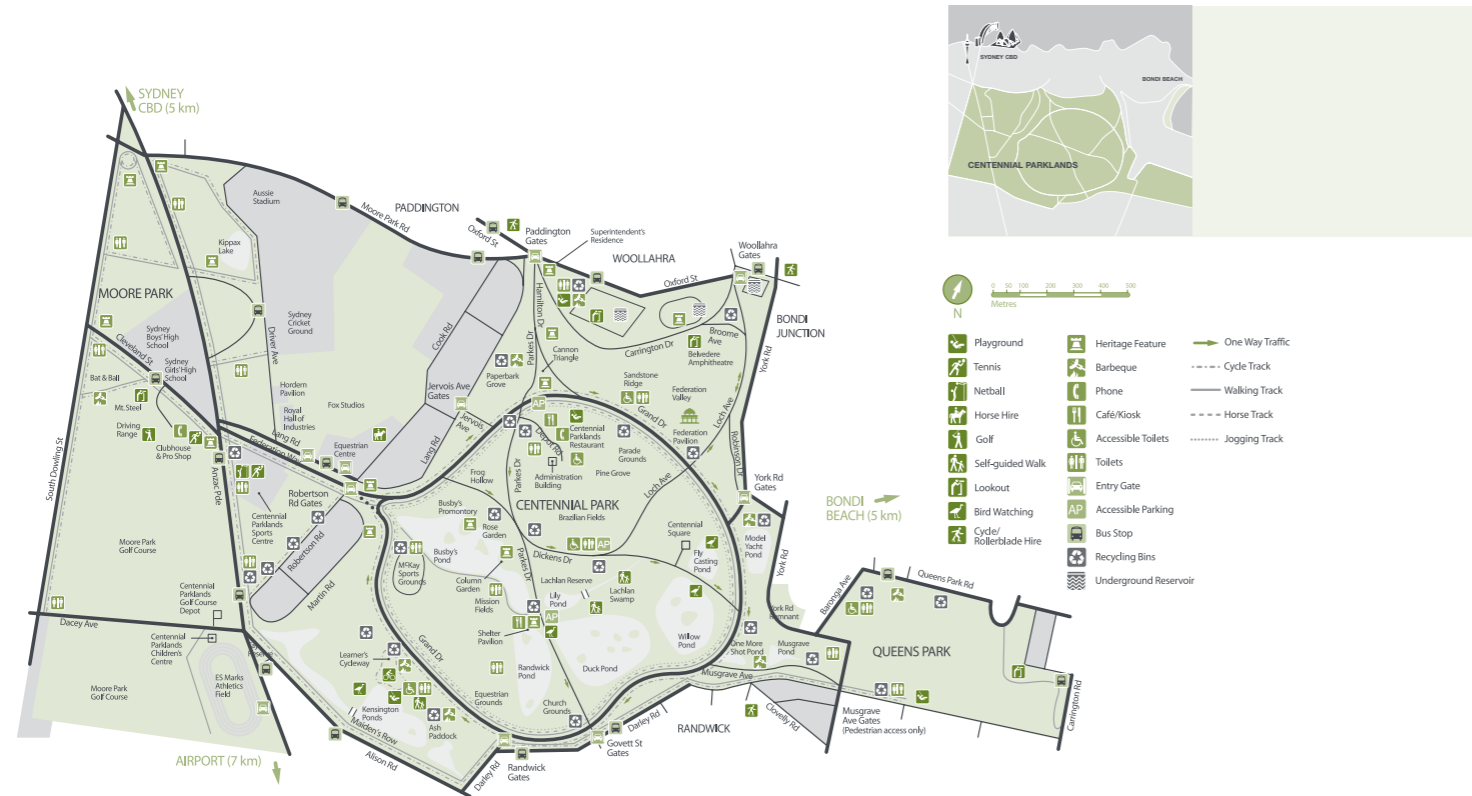 SYDNEY CBD
BONDI BEACH
CENTENNIAL PARKLANDS
SYDNEY
CBD (5 km)
PADDINGTON
Moore Park Rd
Aussie
Stadium
Oxford St
Paddington
Gates
Superintendent's
Residence
WOOLLAHRA
Woollahra
Gates
Oxford St
Kippax
Lake
MOORE PARK
Hamilton Dr
BONDI
JUNCTION
Sydney
Boys' High
School
Sydney
Cricket
Ground
Driver Ave
Cook Rd
Parkes Dr
Carrington Dr
Broome
Ave
Cannon
Triangle
Belvedere
Amphitheatre
York Rd
Cleveland St
Sydney
Girls' High
School
Bat & Ball
Mt. Steel
Driving
Range
Clubhouse
& Pro Shop
Hordern
Pavilion
Royal
Hall of
Industries
Fox Studios
Paperbark
Grove
Jervois Ave
Gates
Jervois
Ave
Sandstone
Ridge
Federation
Valley
Grand Dr
Loch Ave
Federation
Pavilion
Robinson Dr
Lang Rd
Federation Way
Equestrian
Centre
Lang Rd
Depot Rd
Centennial
Parklands
Restaurant
Parade
Grounds
Pine Grove
Administration
Building
Parkes Dr
Frog
Hollow
Loch Ave
South Dowling St
Anzac Pde
Robertson
Rd Gates
Busby's
Promontory
CENTENNIAL PARK
Brazilian Fields
York Rd
Gates
BONDI
BEACH (5 km)
Centennial
Parklands
Sports
Centre
Robertson Rd
Rose
Garden
Centennial
Square
Model
Yacht
Pond
York Rd
Moore Park
Golf Course
Busby's
Pond
McKay
Sports
Grounds
Parkes Dr
Dickens Dr
Fly
Casting
Pond
Martin Rd
Column
Garden
Mission
Fields
Lachlan Reserve
Lily
Pond
Lachlan
Swamp
Baronga Ave
Queens Park Rd
Centennial
Parklands
Golf Course
Depot
Dacey Ave
Centennial
Parklands
Children's
Centre
Shelter
Pavilion
Willow
Pond
York Rd
Remnant
One More
Shot Pond
Musgrave
Pond
QUEENS PARK
Grand Dr
Learner's
Cycleway
Randwick
Pond
Duck Pond
Musgrave Ave
ES Marks
Athletics
Field
Moore Park
Golf Course
Kensington
Ponds
Equestrian
Grounds
Church
Grounds
Ash
Paddock
Maiden's Row
Alison Rd
Darley Rd
Randwick
Gates
Govett St
Gates
Darley Rd
RANDWICK
Clovelly Rd
Musgrave
Ave Gates
(Pedestrian access only)
Carrington Rd
AIRPORT (7 km)
N
0 50 100 200 300 400 500
Metres
Playground
Tennis
Netball
Horse Hire
Golf
Self-guided Walk
Lookout
Bird Watching
Cycle/
Rollerblade Hire
Heritage Feature
Barbeque
Phone
Café/Kiosk
Accessible Toilets
Toilets
Entry Gate
AP Accessible Parking
Bus Stop
Recycling Bins
Underground Reservoir
One Way Traffic
Cycle Track
Walking Track
Horse Track
Jogging Track
AP
AP
AP